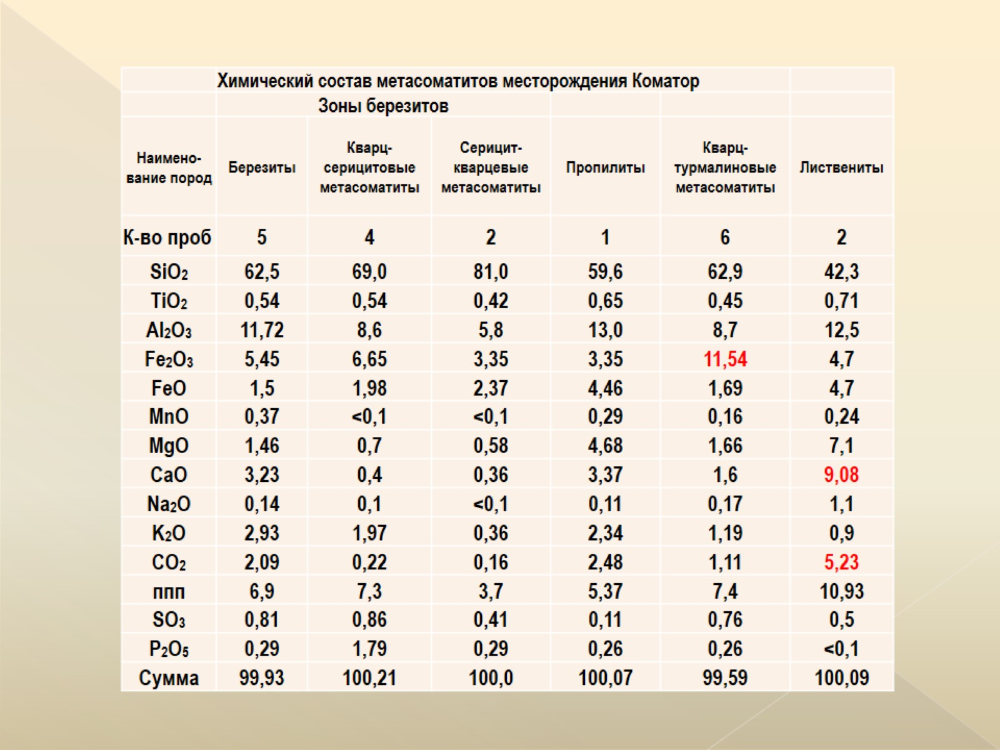 Химический состав метасоматитов месторождения Коматор
Зоны березитов
Наимено-
вание пород
Березиты
Кварц-
серицитовые
метасоматиты
Серицит-
кварцевые
метасоматиты
Пропилиты
Кварц-
турмалиновые
метасоматиты
Листвениты
К-во проб 5 4 2 1 6 2
SiO₂ 62,5 69,0 81,0 59,6 62,9 42,3
TiO₂ 0,54 0,54 0,42 0,65 0,45 0,71
Al₂O₃ 11,72 8,6 5,8 13,0 8,7 12,5
Fe₂O₃ 5,45 6,65 3,35 3,35 11,54 4,7
FeO 1,5 1,98 2,37 4,46 1,69 4,7
MnO 0,37 <0,1 <0,1 0,29 0,16 0,24
MgO 1,46 0,7 0,58 4,68 1,66 7,1
CaO 3,23 0,4 0,36 3,37 1,6 9,08
Na₂O 0,14 0,1 <0,1 0,11 0,17 1,1
K₂O 2,93 1,97 0,36 2,34 1,19 0,9
CO₂ 2,09 0,22 0,16 2,48 1,11 5,23
ппп 6,9 7,3 3,7 5,37 7,4 10,93
SO₃ 0,81 0,86 0,41 0,11 0,76 0,5
P₂O₅ 0,29 1,79 0,29 0,26 0,26 <0,1
Сумма 99,93 100,21 100,0 100,07 99,59 100,09